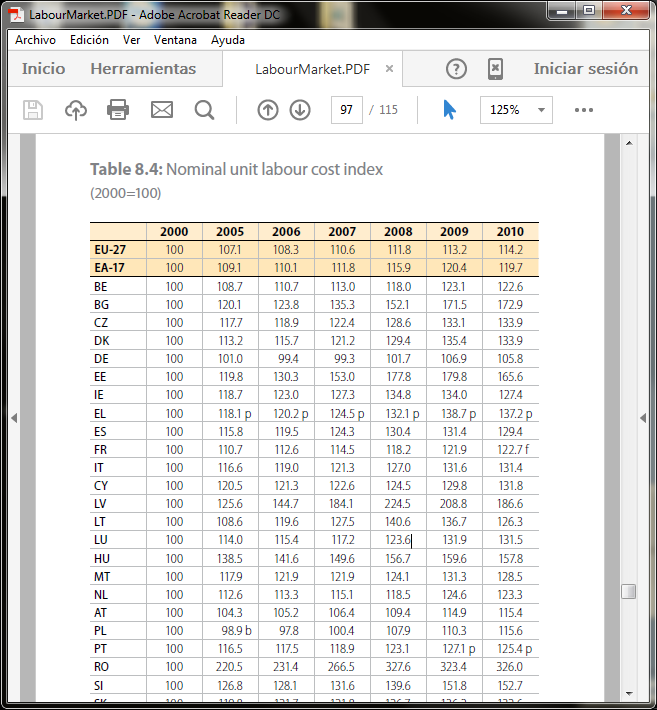 LabourMarket.PDF - Adobe Acrobat Reader DC
Archivo Edición Ver Ventana Ayuda
Inicio Herramientas LabourMarket.PDF × ? Iniciar sesión
97 / 115 125%
Table 8.4: Nominal unit labour cost index
(2000=100)
2000 2005 2006 2007 2008 2009 2010
EU-27 100 107.1 108.3 110.6 111.8 113.2 114.2
EA-17 100 109.1 110.1 111.8 115.9 120.4 119.7
BE 100 108.7 110.7 113.0 118.0 123.1 122.6
BG 100 120.1 123.8 135.3 152.1 171.5 172.9
CZ 100 117.7 118.9 122.4 128.6 133.1 133.9
DK 100 113.2 115.7 121.2 129.4 135.4 133.9
DE 100 101.0 99.4 99.3 101.7 106.9 105.8
EE 100 119.8 130.3 153.0 177.8 179.8 165.6
IE 100 118.7 123.0 127.3 134.8 134.0 127.4
EL 100 118.1 p 120.2 p 124.5 p 132.1 p 138.7 p 137.2 p
ES 100 115.8 119.5 124.3 130.4 131.4 129.4
FR 100 110.7 112.6 114.5 118.2 121.9 122.7 f
IT 100 116.6 119.0 121.3 127.0 131.6 131.4
CY 100 120.5 121.3 122.6 124.5 129.8 131.8
LV 100 125.6 144.7 184.1 224.5 208.8 186.6
LT 100 108.6 119.6 127.5 140.6 136.7 126.3
LU 100 114.0 115.4 117.2 123.6 131.9 131.5
HU 100 138.5 141.6 149.6 156.7 159.6 157.8
MT 100 117.9 121.9 121.9 124.1 131.3 128.5
NL 100 112.6 113.3 115.1 118.5 124.6 123.3
AT 100 104.3 105.2 106.4 109.4 114.9 115.4
PL 100 98.9 b 97.8 100.4 107.9 110.3 115.6
PT 100 116.5 117.5 118.9 123.1 127.1 p 125.4 p
RO 100 220.5 231.4 266.5 327.6 323.4 326.0
SI 100 126.8 128.1 131.6 139.6 151.8 152.7